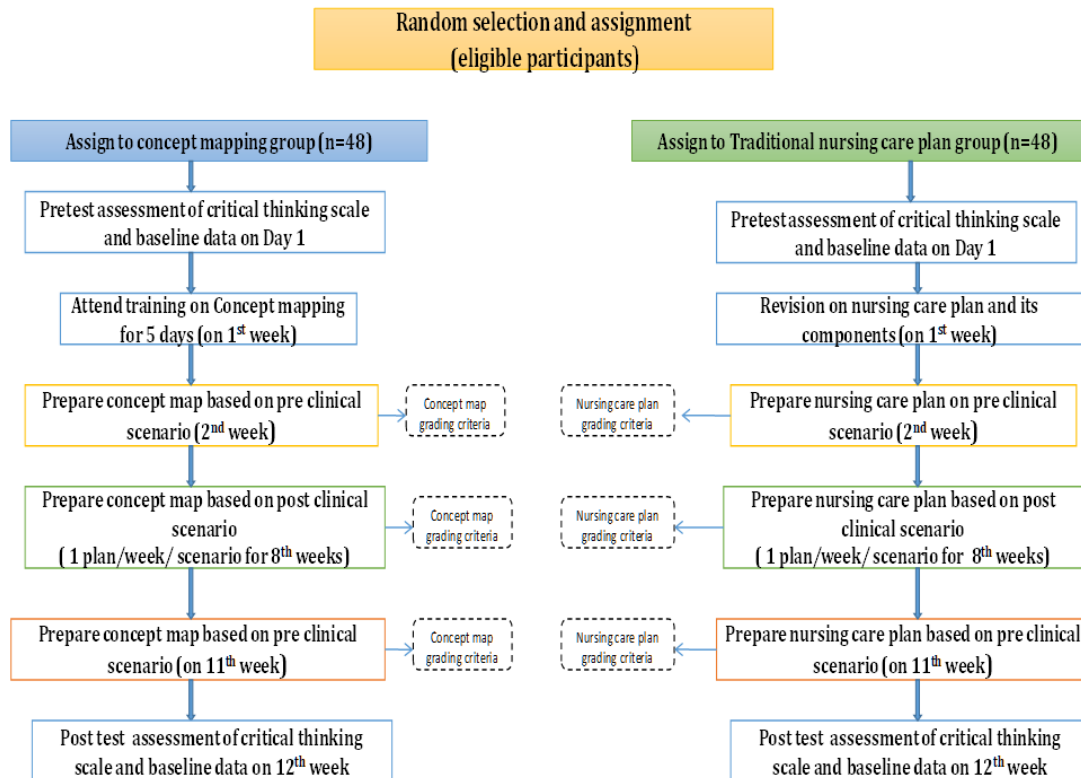 Random selection and assignment
(eligible participants)
Assign to concept mapping group (n=48)
Assign to Traditional nursing care plan group (n=48)
Pretest assessment of critical thinking scale
and baseline data on Day 1
Pretest assessment of critical thinking scale
and baseline data on Day 1
Attend training on Concept mapping
for 5 days (on 1st week)
Revision on nursing care plan and its
components (on 1st week)
Prepare concept map based on pre clinical
scenario (2nd week)
Concept map
grading criteria
Nursing care plan
grading criteria
Prepare nursing care plan on pre clinical
scenario (2nd week)
Prepare concept map based on post clinical
scenario
( 1 plan/week/ scenario for 8th weeks)
Concept map
grading criteria
Nursing care plan
grading criteria
Prepare nursing care plan based on post
clinical scenario
( 1 plan/week/ scenario for 8th weeks)
Prepare concept map based on pre clinical
scenario (on 11th week)
Concept map
grading criteria
Nursing care plan
grading criteria
Prepare nursing care plan based on pre clinical
scenario (on 11th week)
Post test assessment of critical thinking
scale and baseline data on 12th week
Post test assessment of critical thinking
scale and baseline data on 12th week